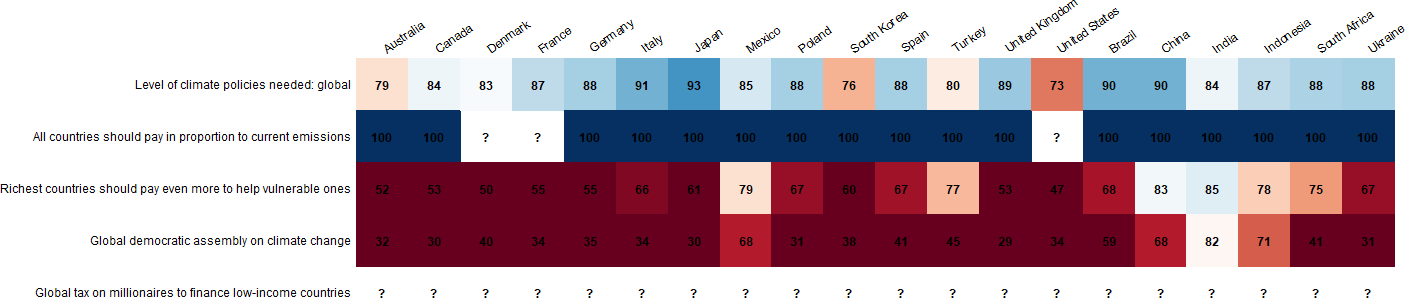 Australia Canada Denmark France Germany Italy Japan Mexico Poland South Korea Spain Turkey United Kingdom United States Brazil China India Indonesia South Africa Ukraine
Level of climate policies needed: global 79 84 83 87 88 91 93 85 88 76 88 80 89 73 90 90 84 87 88 88
All countries should pay in proportion to current emissions 100 100 ? ? 100 100 100 100 100 100 100 100 100 ? 100 100 100 100 100 100
Richest countries should pay even more to help vulnerable ones 52 53 50 55 55 66 61 79 67 60 67 77 53 47 68 83 85 78 75 67
Global democratic assembly on climate change 32 30 40 34 35 34 30 68 31 38 41 45 29 34 59 68 82 71 41 31
Global tax on millionaires to finance low-income countries ? ? ? ? ? ? ? ? ? ? ? ? ? ? ? ? ? ? ? ?